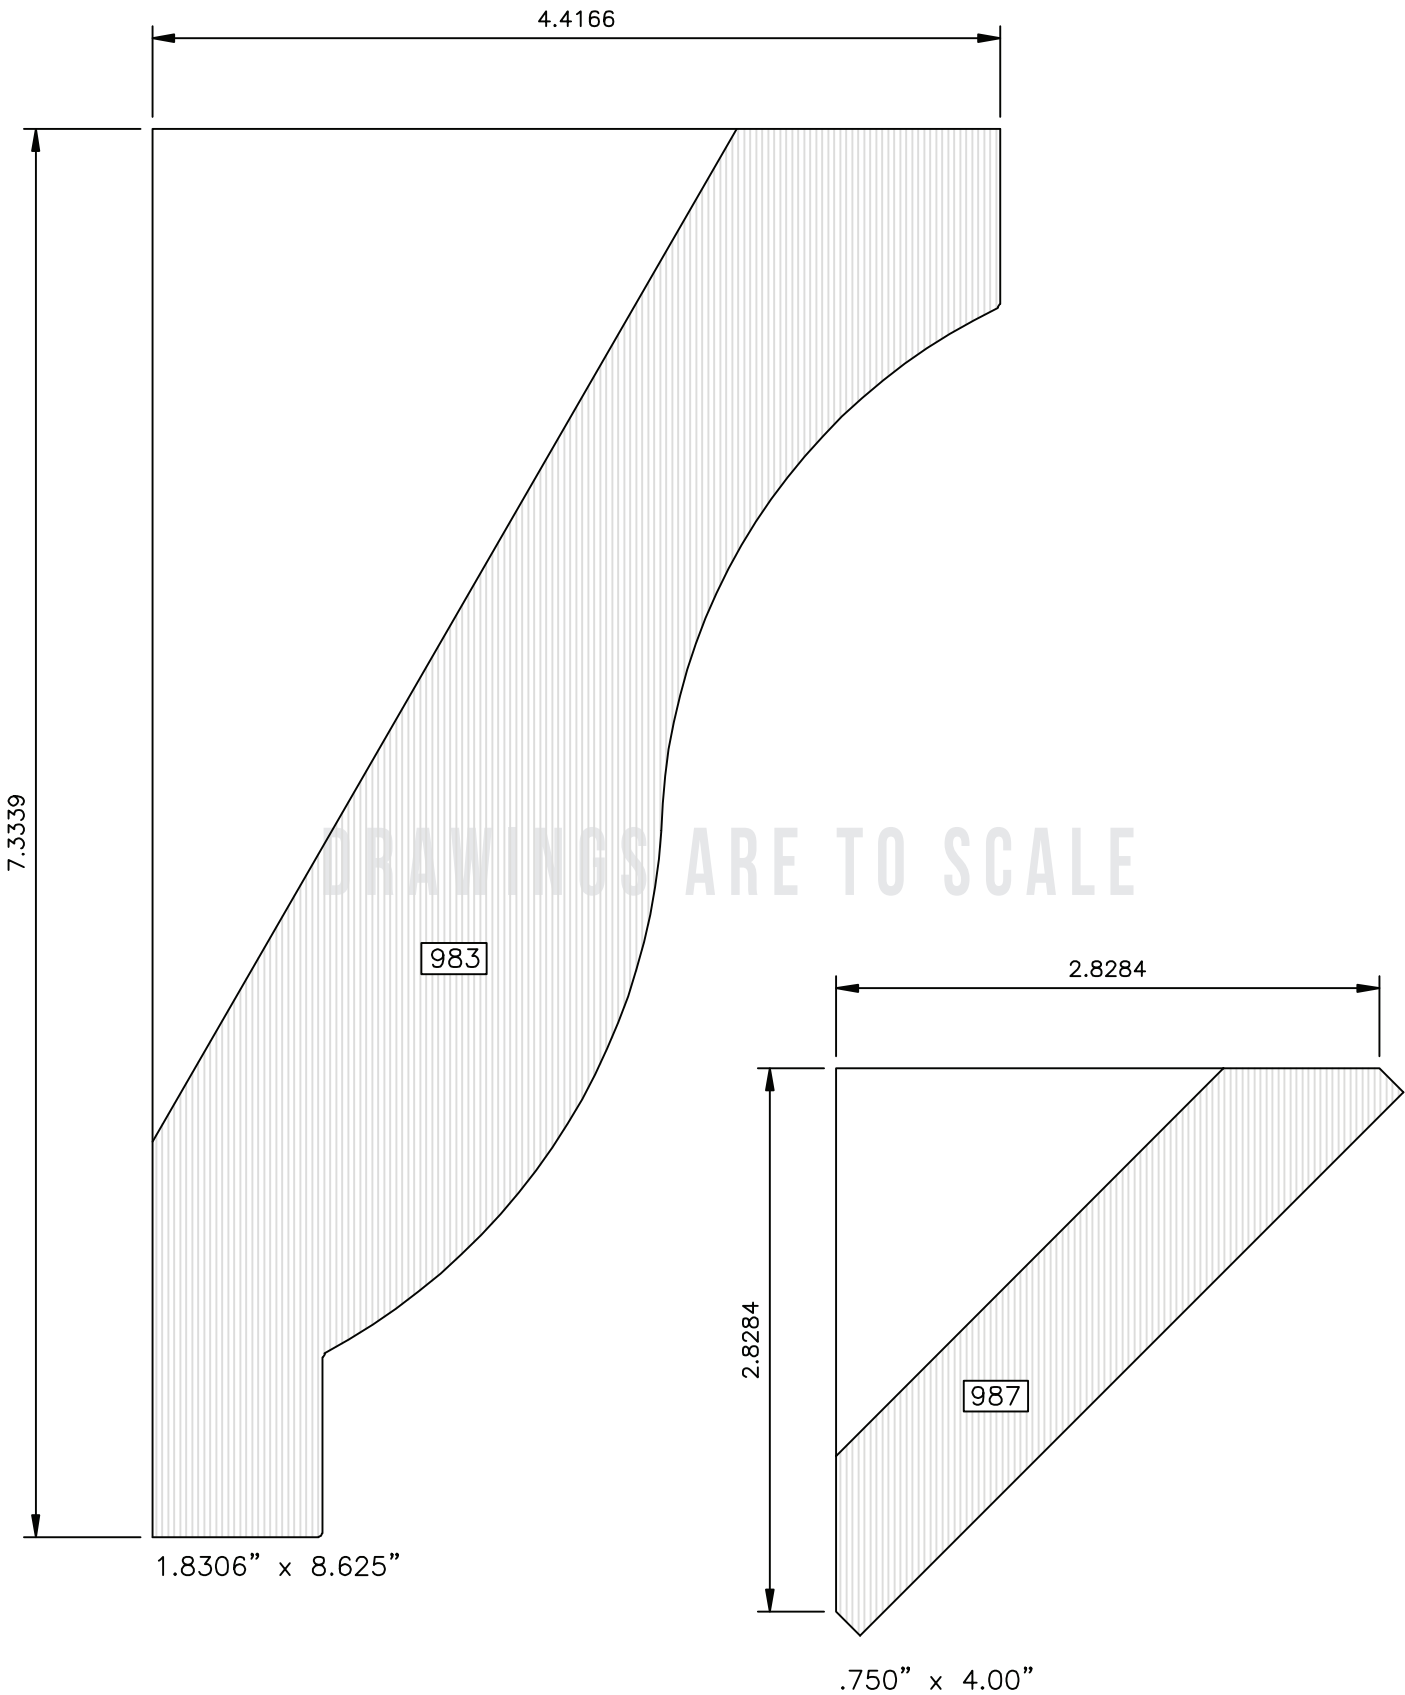 4.4166
7.3339
DRAWINGS ARE TO SCALE
983
2.8284
2.8284
987
1.8306” x 8.625”
.750” x 4.00”